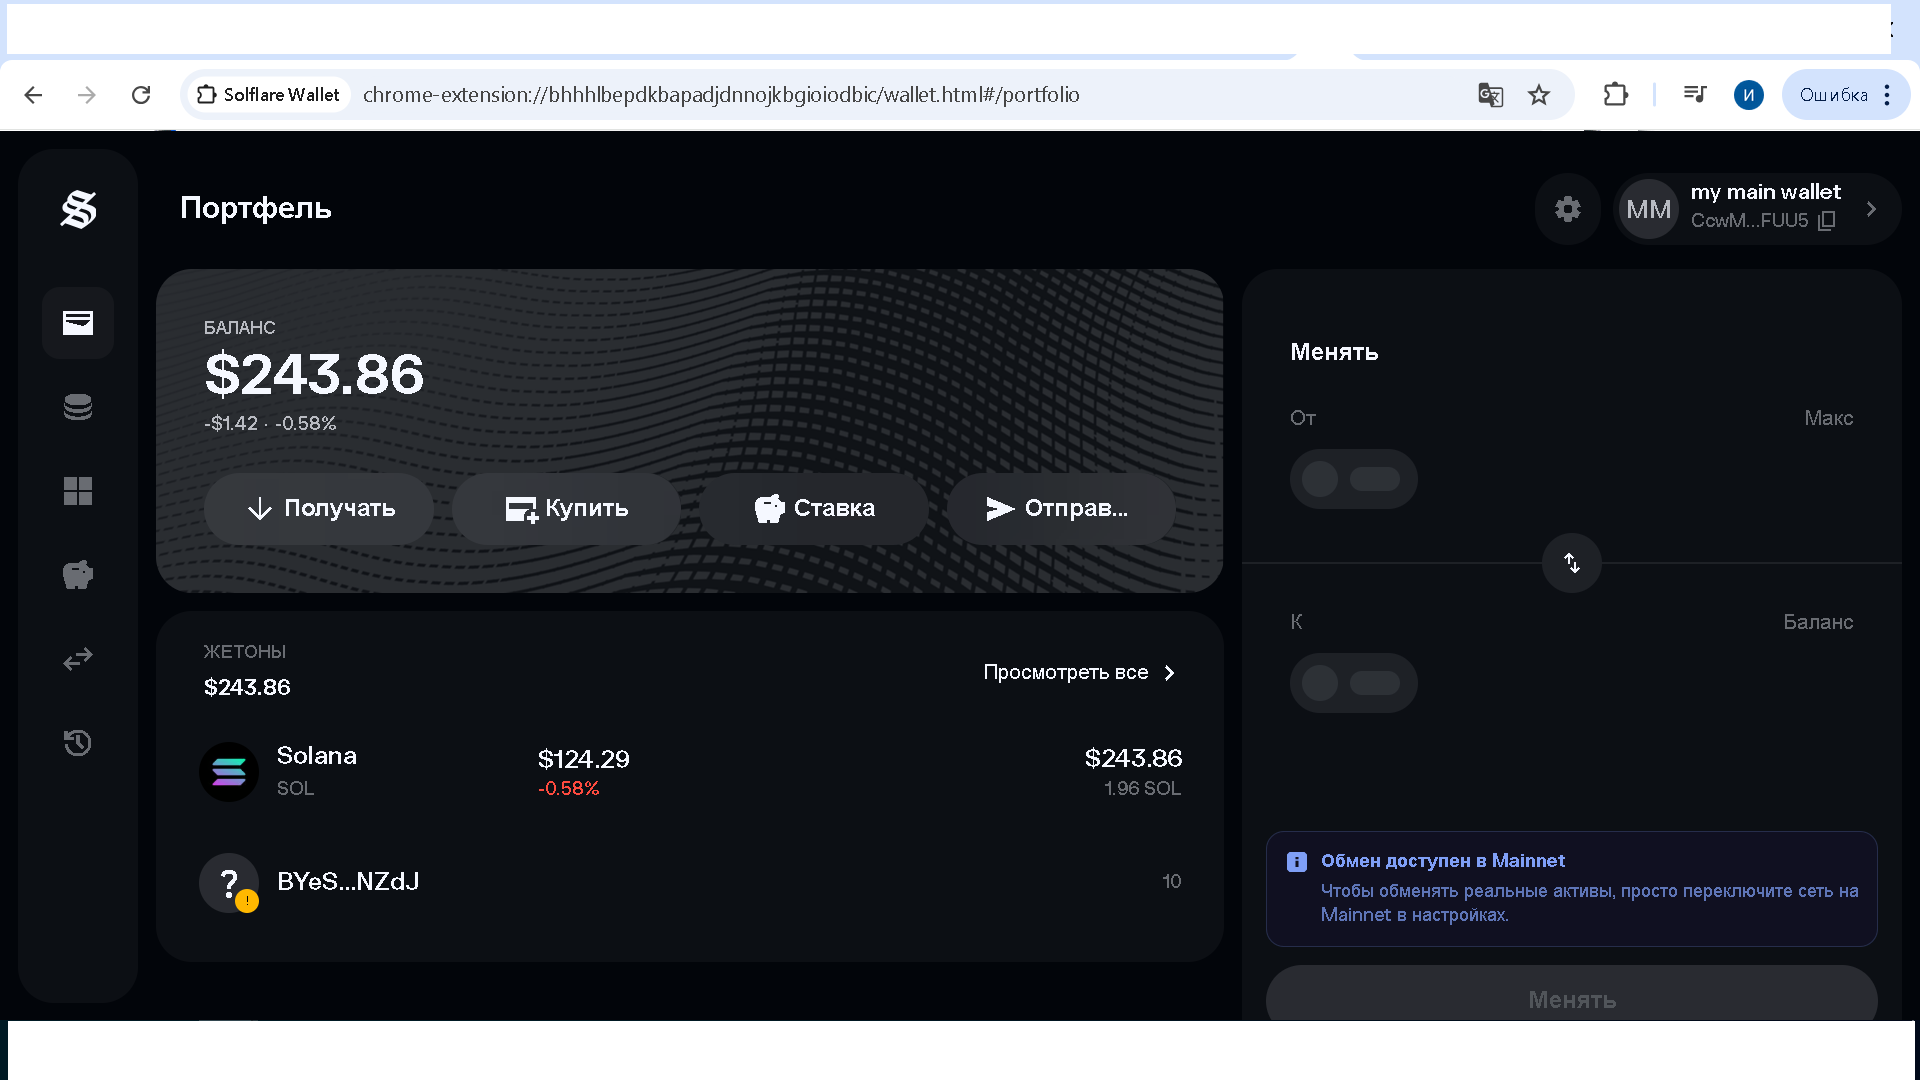 Solflare Wallet
chrome-extension://bhhhlbepdkbapadjdnnojkbgioiodbic/wallet.html#/portfolio
И
Ошибка
Портфель
MM
my main wallet
CcwM...FUU5
БАЛАНС
$243.86
-$1.42 · -0.58%
Получать
Купить
Ставка
Отправ...
ЖЕТОНЫ
$243.86
Просмотреть все
Solana
SOL
$124.29
-0.58%
$243.86
1.96 SOL
?
!
BYeS...NZdJ
10
Менять
От
Макс
К
Баланс
Обмен доступен в Mainnet
Чтобы обменять реальные активы, просто переключите сеть на
Mainnet в настройках.
Менять